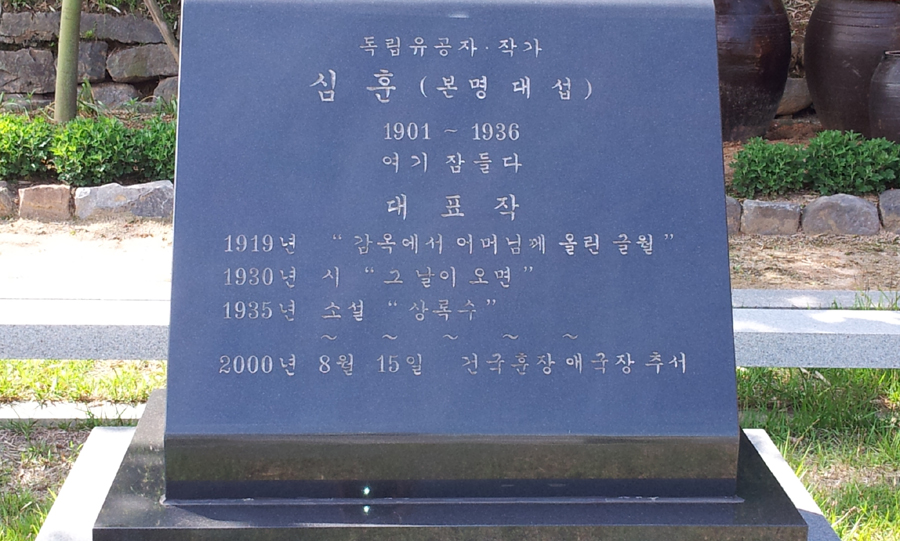 독립유공자·작가
심 훈 (본명 대섭)
1901 ~ 1936
여기 잠들다
대 표 작
1919년 “감옥에서 어머님께 올린 글월”
1930년 시 “그 날이 오면”
1935년 소설 “상록수”
~ ~ ~ ~ ~
2000년 8월 15일 건국훈장애국장추서